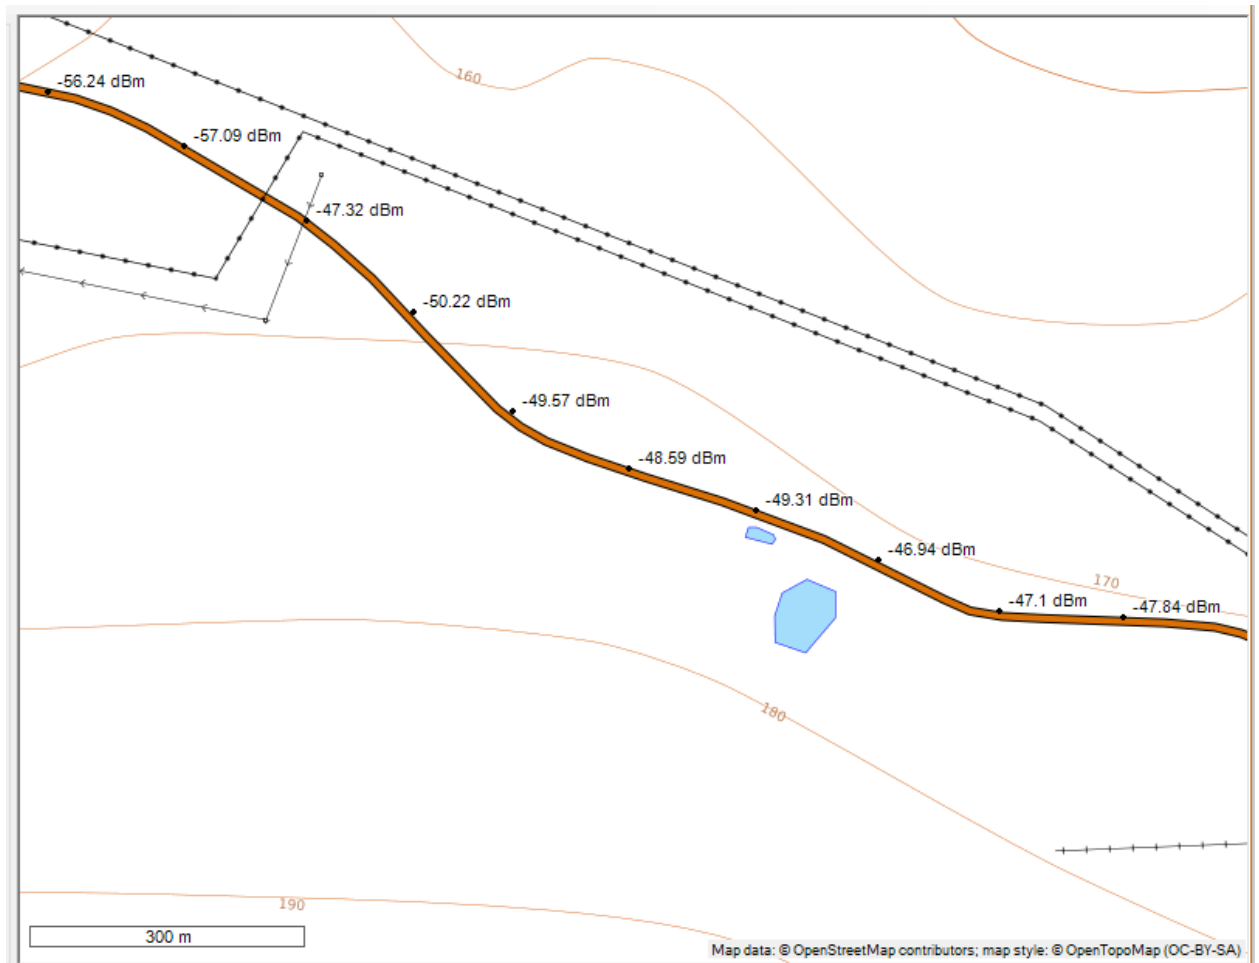 160
-56.24 dBm
-57.09 dBm
-47.32 dBm
-50.22 dBm
-49.57 dBm
-48.59 dBm
-49.31 dBm
-46.94 dBm
170
-47.1 dBm
-47.84 dBm
180
190
300 m
Map data: © OpenStreetMap contributors; map style: © OpenTopoMap (OC-BY-SA)